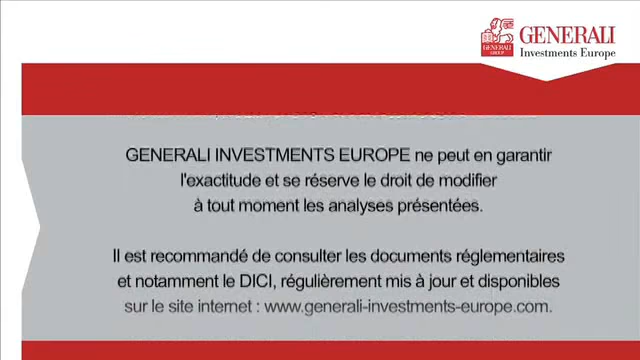 GENERALI
Investments Europe
GENERALI
GROUP
GENERALI INVESTMENTS EUROPE ne peut en garantir
l'exactitude et se réserve le droit de modifier
à tout moment les analyses présentées.
Il est recommandé de consulter les documents réglementaires
et notamment le DICI, régulièrement mis à jour et disponibles
sur le site internet : www.generali-investments-europe.com.